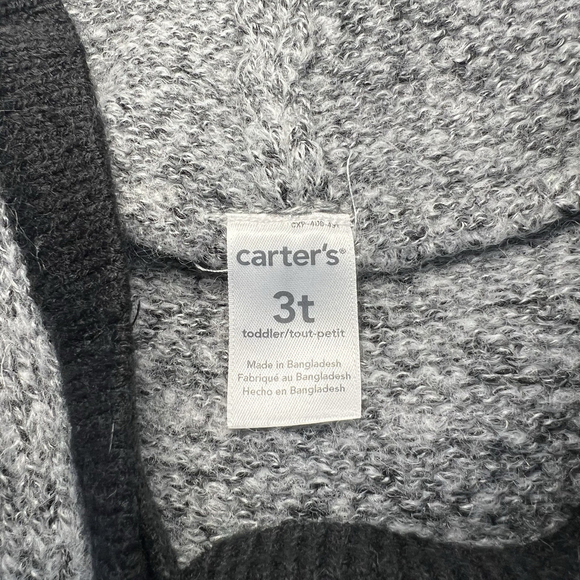 carter's®
3t
toddler/tout-petit
Made in Bangladesh
Fabriqué au Bangladesh
Hecho en Bangladesh